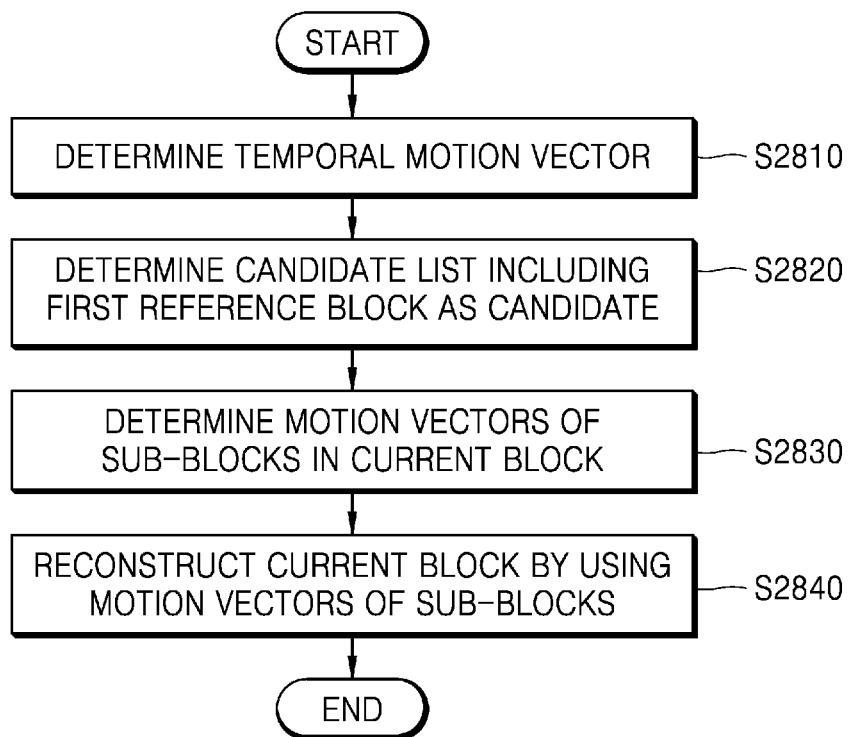 START
DETERMINE TEMPORAL MOTION VECTOR
S2810
DETERMINE CANDIDATE LIST INCLUDING
FIRST REFERENCE BLOCK AS CANDIDATE
S2820
DETERMINE MOTION VECTORS OF
SUB-BLOCKS IN CURRENT BLOCK
S2830
RECONSTRUCT CURRENT BLOCK BY USING
MOTION VECTORS OF SUB-BLOCKS
S2840
END